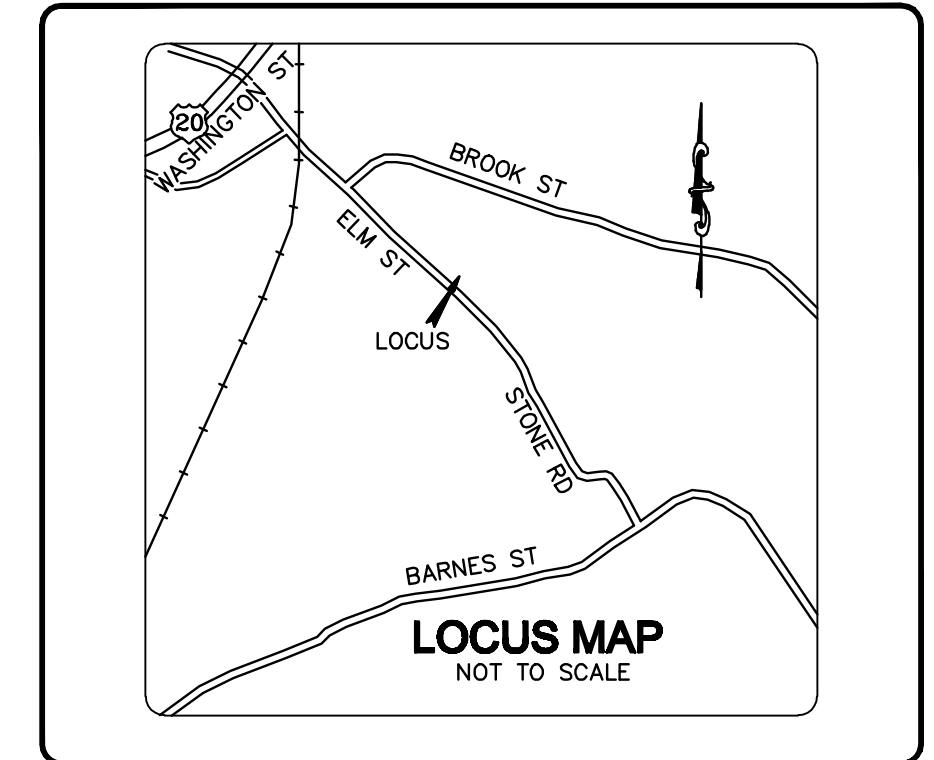 WASHINGTON ST
20
BROOK ST
ELM ST
LOCUS
STONE RD
BARNES ST
LOCUS MAP
NOT TO SCALE